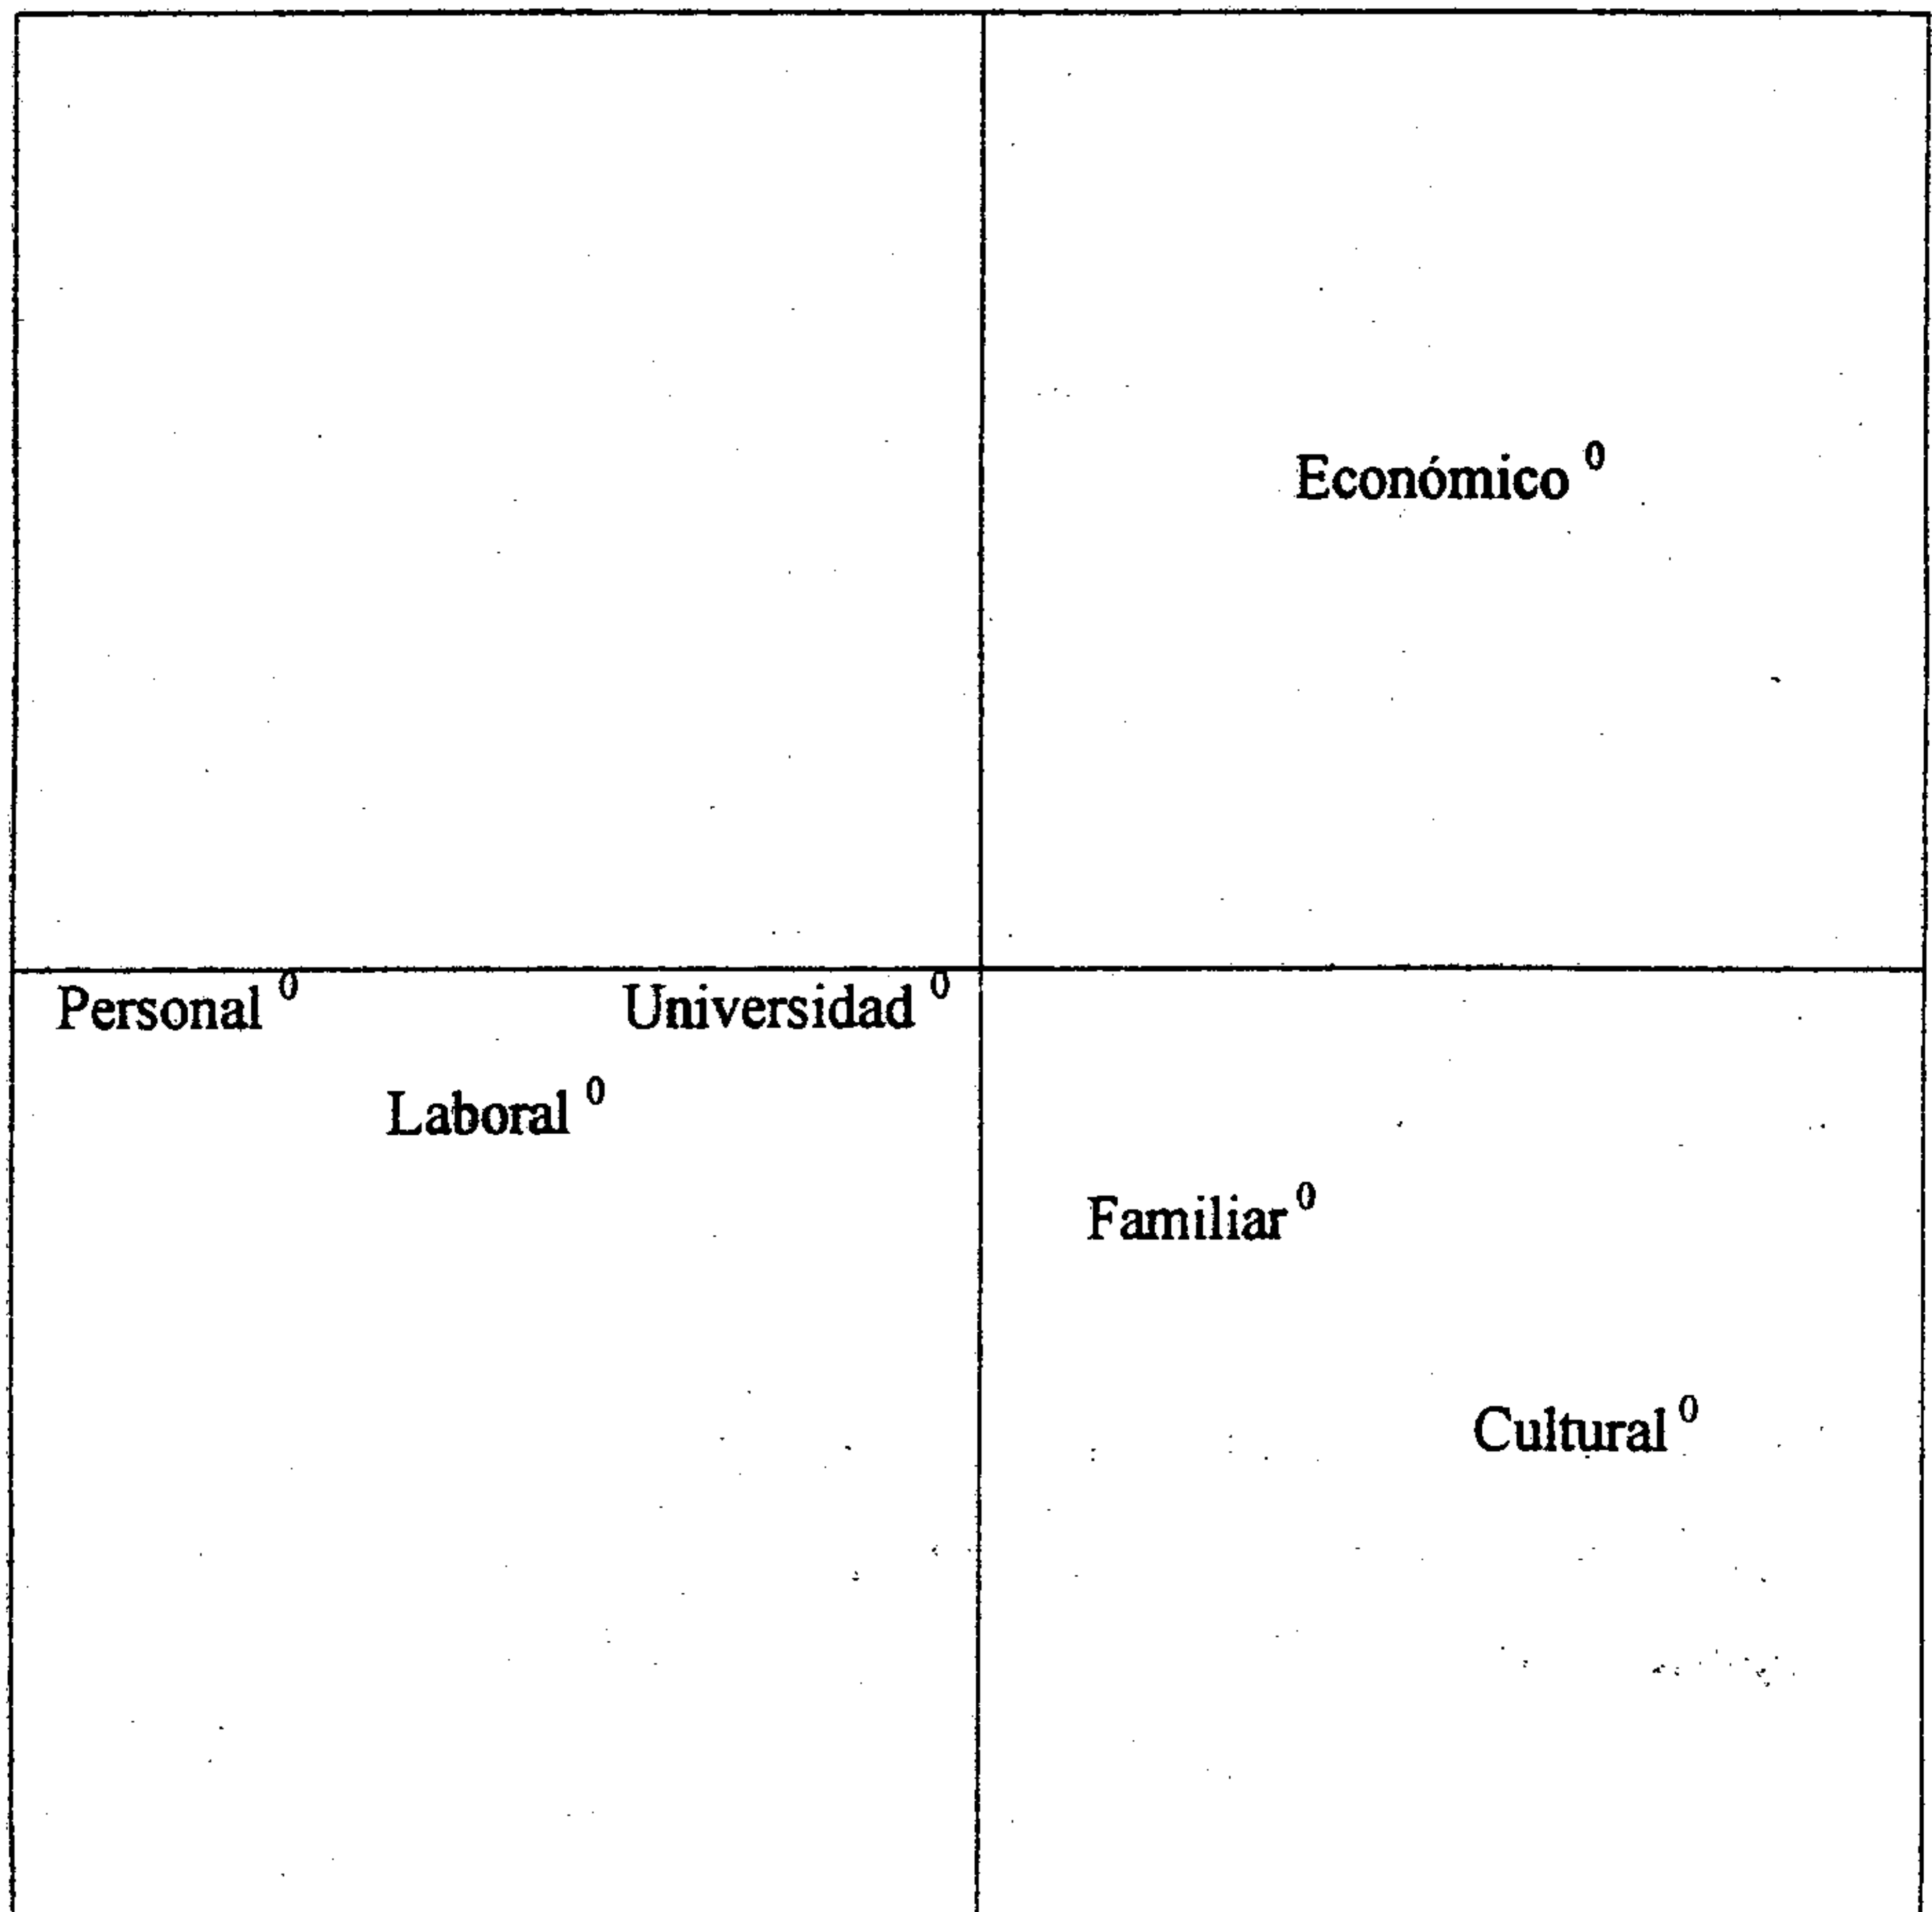 Económico 0
Personal 0 Universidad 0
Laboral 0
Familiar 0
Cultural 0